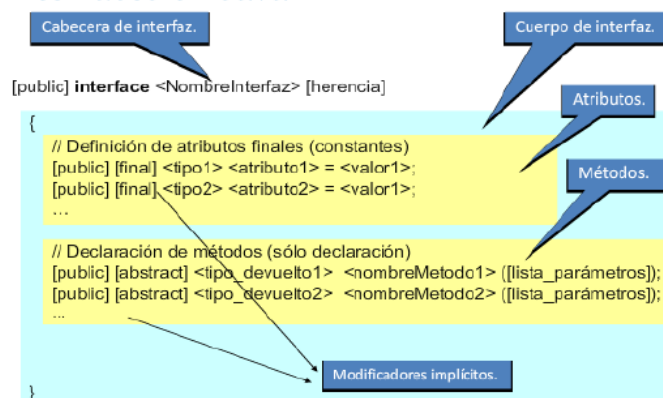 Cabecera de interfaz.
Cuerpo de interfaz.
[public] interface <NombreInterfaz> [herencia]
Atributos.
{
// Definición de atributos finales (constantes)
[public] [final] <tipo1> <atributo1> = <valor1>;
[public] [final] <tipo2> <atributo2> = <valor1>;
...
Métodos.
// Declaración de métodos (sólo declaración)
[public] [abstract] <tipo_devuelto1> <nombreMetodo1> ([lista_parámetros]);
[public] [abstract] <tipo_devuelto2> <nombreMetodo2> ([lista_parámetros]);
...
Modificadores implícitos.
}